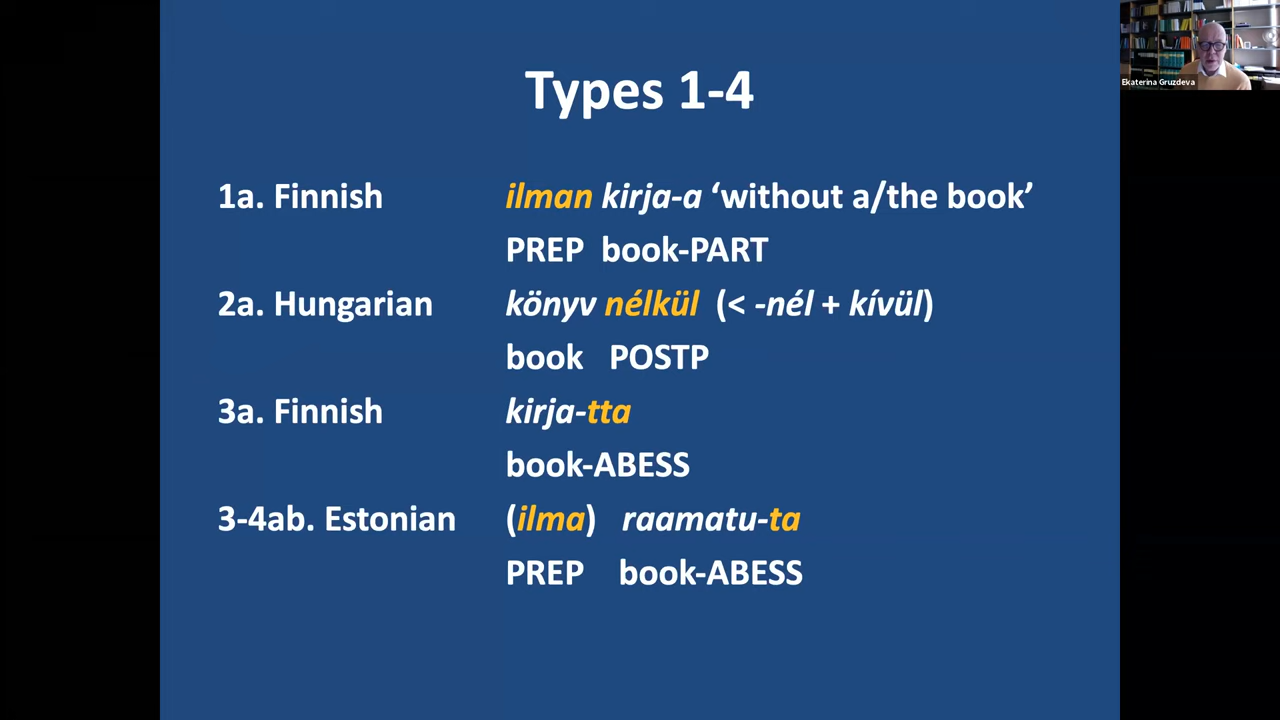 Types 1-4
1a. Finnish ilman kirja-a ‘without a/the book’
PREP book-PART
2a. Hungarian könyv nélkül (< -nél + kívül)
book POSTP
3a. Finnish kirja-tta
book-ABESS
3-4ab. Estonian (ilma) raamatu-ta
PREP book-ABESS
Ekaterina Gruzdeva